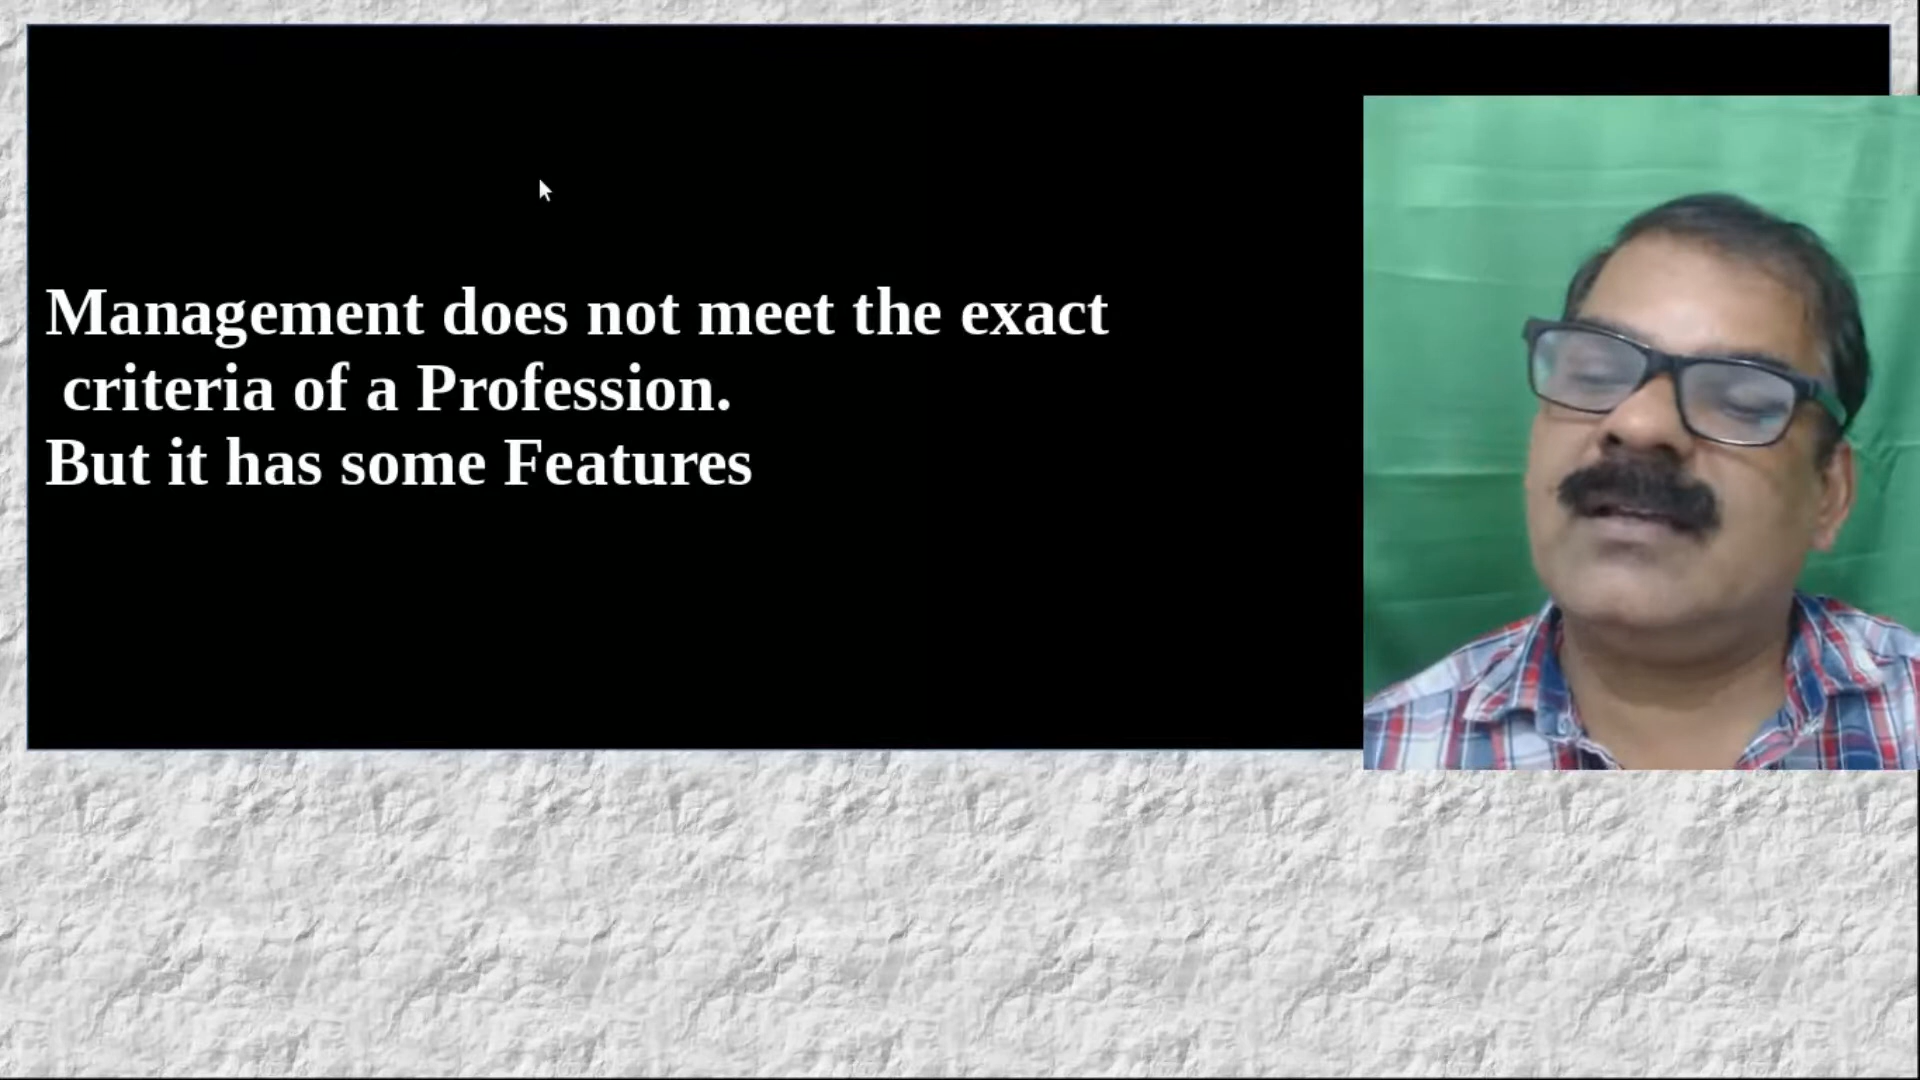 Management does not meet the exact
criteria of a Profession.
But it has some Features